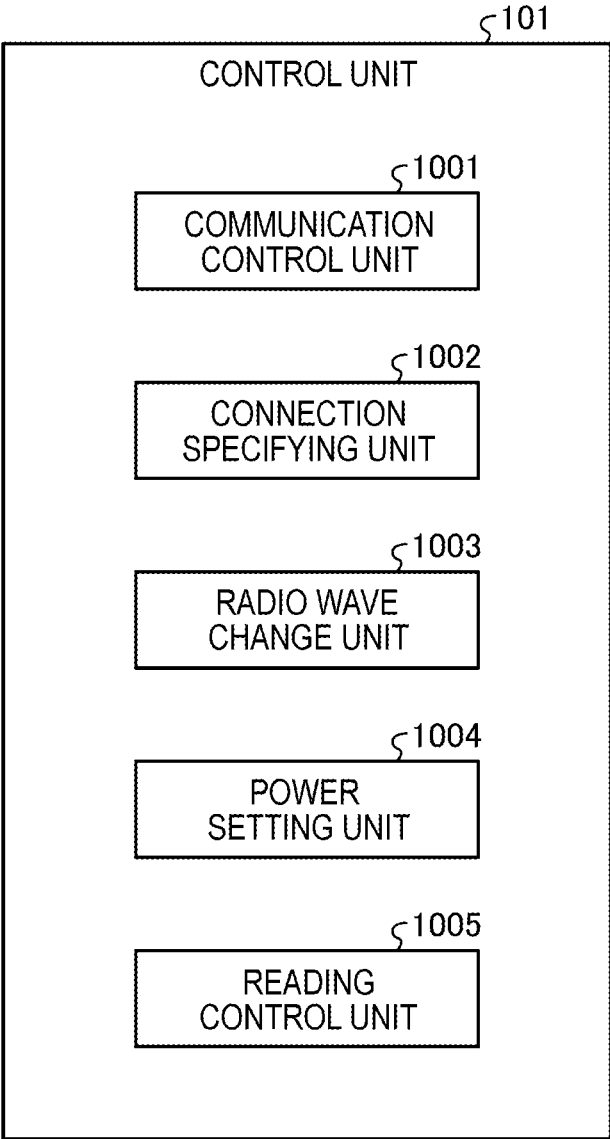 101
CONTROL UNIT
1001
COMMUNICATION
CONTROL UNIT
1002
CONNECTION
SPECIFYING UNIT
1003
RADIO WAVE
CHANGE UNIT
1004
POWER
SETTING UNIT
1005
READING
CONTROL UNIT